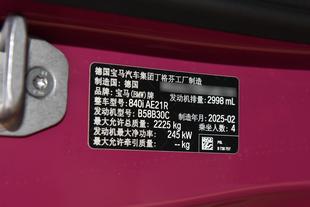 德国宝马汽车集团丁格芬工厂制造
德国制造
品牌:宝马(BMW)牌
整车型号:840i AE21R 发动机排量:2998 mL
发动机型号:B58B30C
最大允许总质量:2225 kg 制造年月:2025-02
发动机最大净功率:245 kW 乘坐人数:4
最大允许牵引质量:-- kg